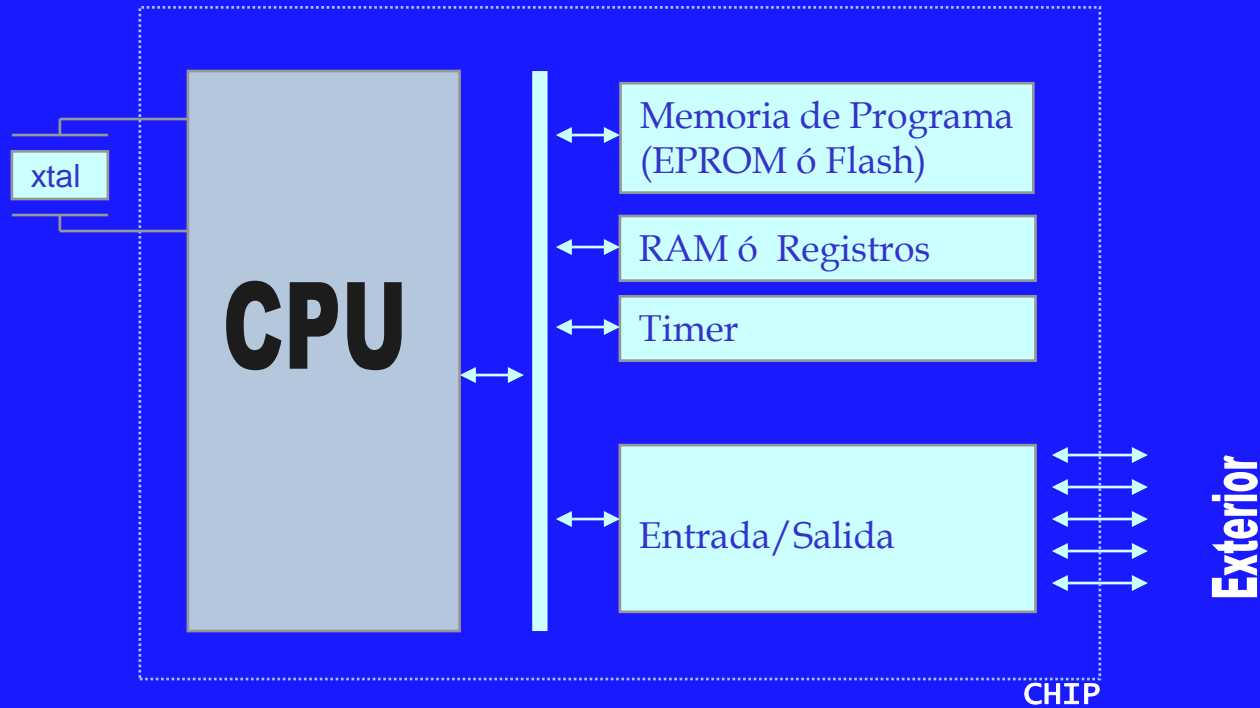 xtal
CPU
Memoria de Programa
(EPROM ó Flash)
RAM ó Registros
Timer
Entrada/Salida
Exterior
CHIP